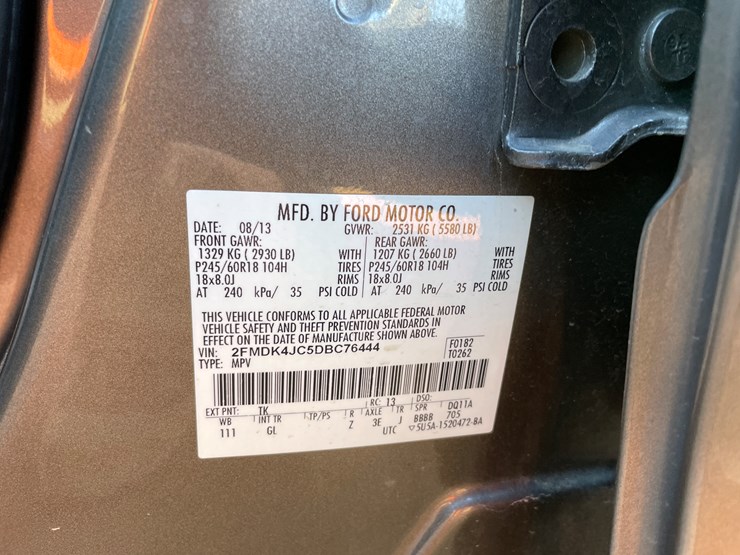 MFD. BY FORD MOTOR CO.
DATE: 08/13 GVWR: 2531 KG ( 5580 LB)
FRONT GAWR: REAR GAWR:
1329 KG ( 2930 LB) WITH 1207 KG ( 2660 LB) WITH
P245/60R18 104H TIRES P245/60R18 104H TIRES
18x8.0J RIMS 18x8.0J RIMS
AT 240 kPa/ 35 PSI COLD AT 240 kPa/ 35 PSI COLD
THIS VEHICLE CONFORMS TO ALL APPLICABLE FEDERAL MOTOR
VEHICLE SAFETY AND THEFT PREVENTION STANDARDS IN
EFFECT ON THE DATE OF MANUFACTURE SHOWN ABOVE.
VIN: 2FMDK4JC5DBC76444 F0182
TYPE: MPV T0262
EXT PNT: TK RC: 13 DSO:
WB INT TR TP/PS R AXLE TR SPR DQ11A
111 GL Z 3E J BBBB 705
UTC ▽5U5A-1520472-BA